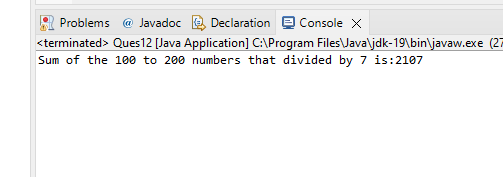 Problems @ Javadoc Declaration Console
<terminated> Ques12 [Java Application] C:\Program Files\Java\jdk-19\bin\javaw.exe (27
Sum of the 100 to 200 numbers that divided by 7 is:2107